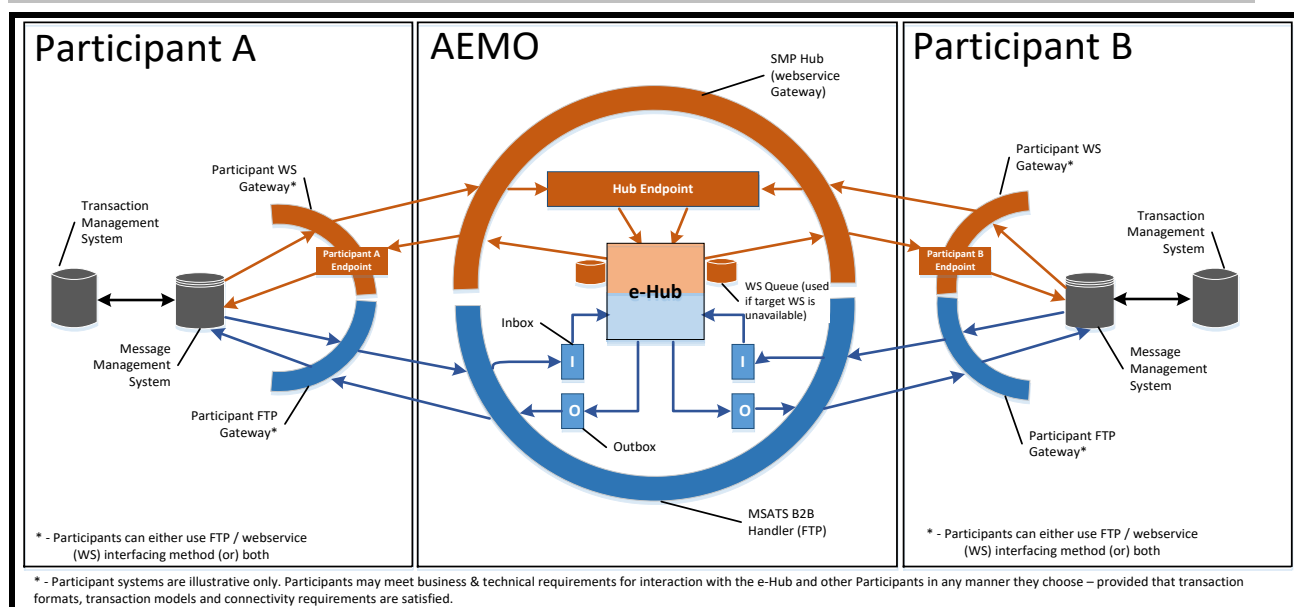 Participant A
AEMO
Participant B
SMP Hub
(webservice
Gateway)
Participant WS
Gateway*
Participant WS
Gateway*
Hub Endpoint
Transaction
Management
System
Transaction
Management
System
Participant A
Endpoint
Participant B
Endpoint
e-Hub
WS Queue (used
if target WS is
unavailable)
Inbox
I
I
Message
Management
System
Message
Management
System
O
O
Participant FTP
Gateway*
Outbox
Participant FTP
Gateway*
MSATS B2B
Handler (FTP)
* - Participants can either use FTP / webservice
(WS) interfacing method (or) both
* - Participants can either use FTP / webservice
(WS) interfacing method (or) both
* - Participant systems are illustrative only. Participants may meet business & technical requirements for interaction with the e-Hub and other Participants in any manner they choose – provided that transaction
formats, transaction models and connectivity requirements are satisfied.